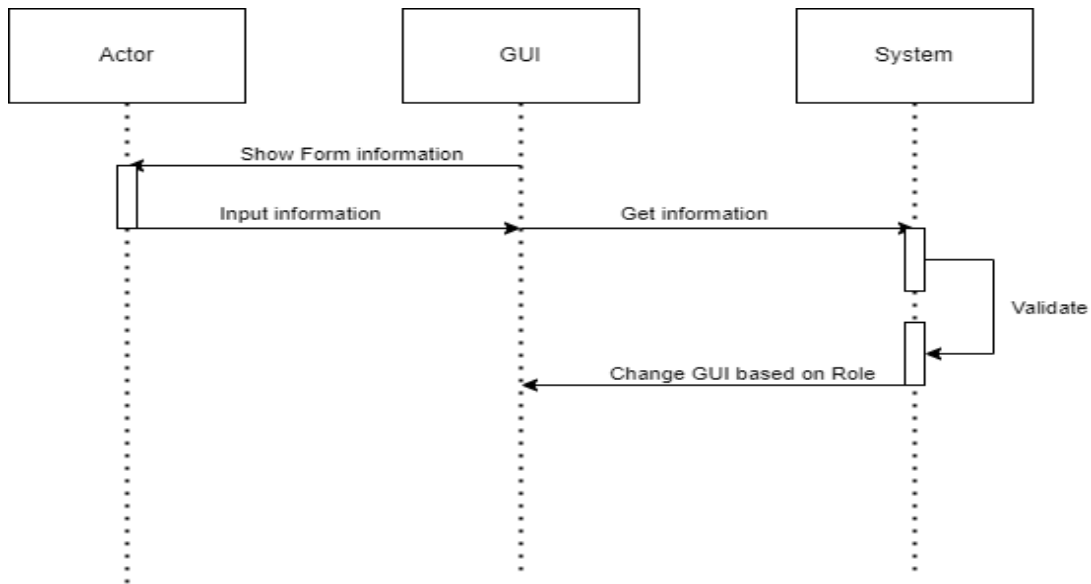 Actor
GUI
System
Show Form information
Input information
Get information
Validate
Change GUI based on Role